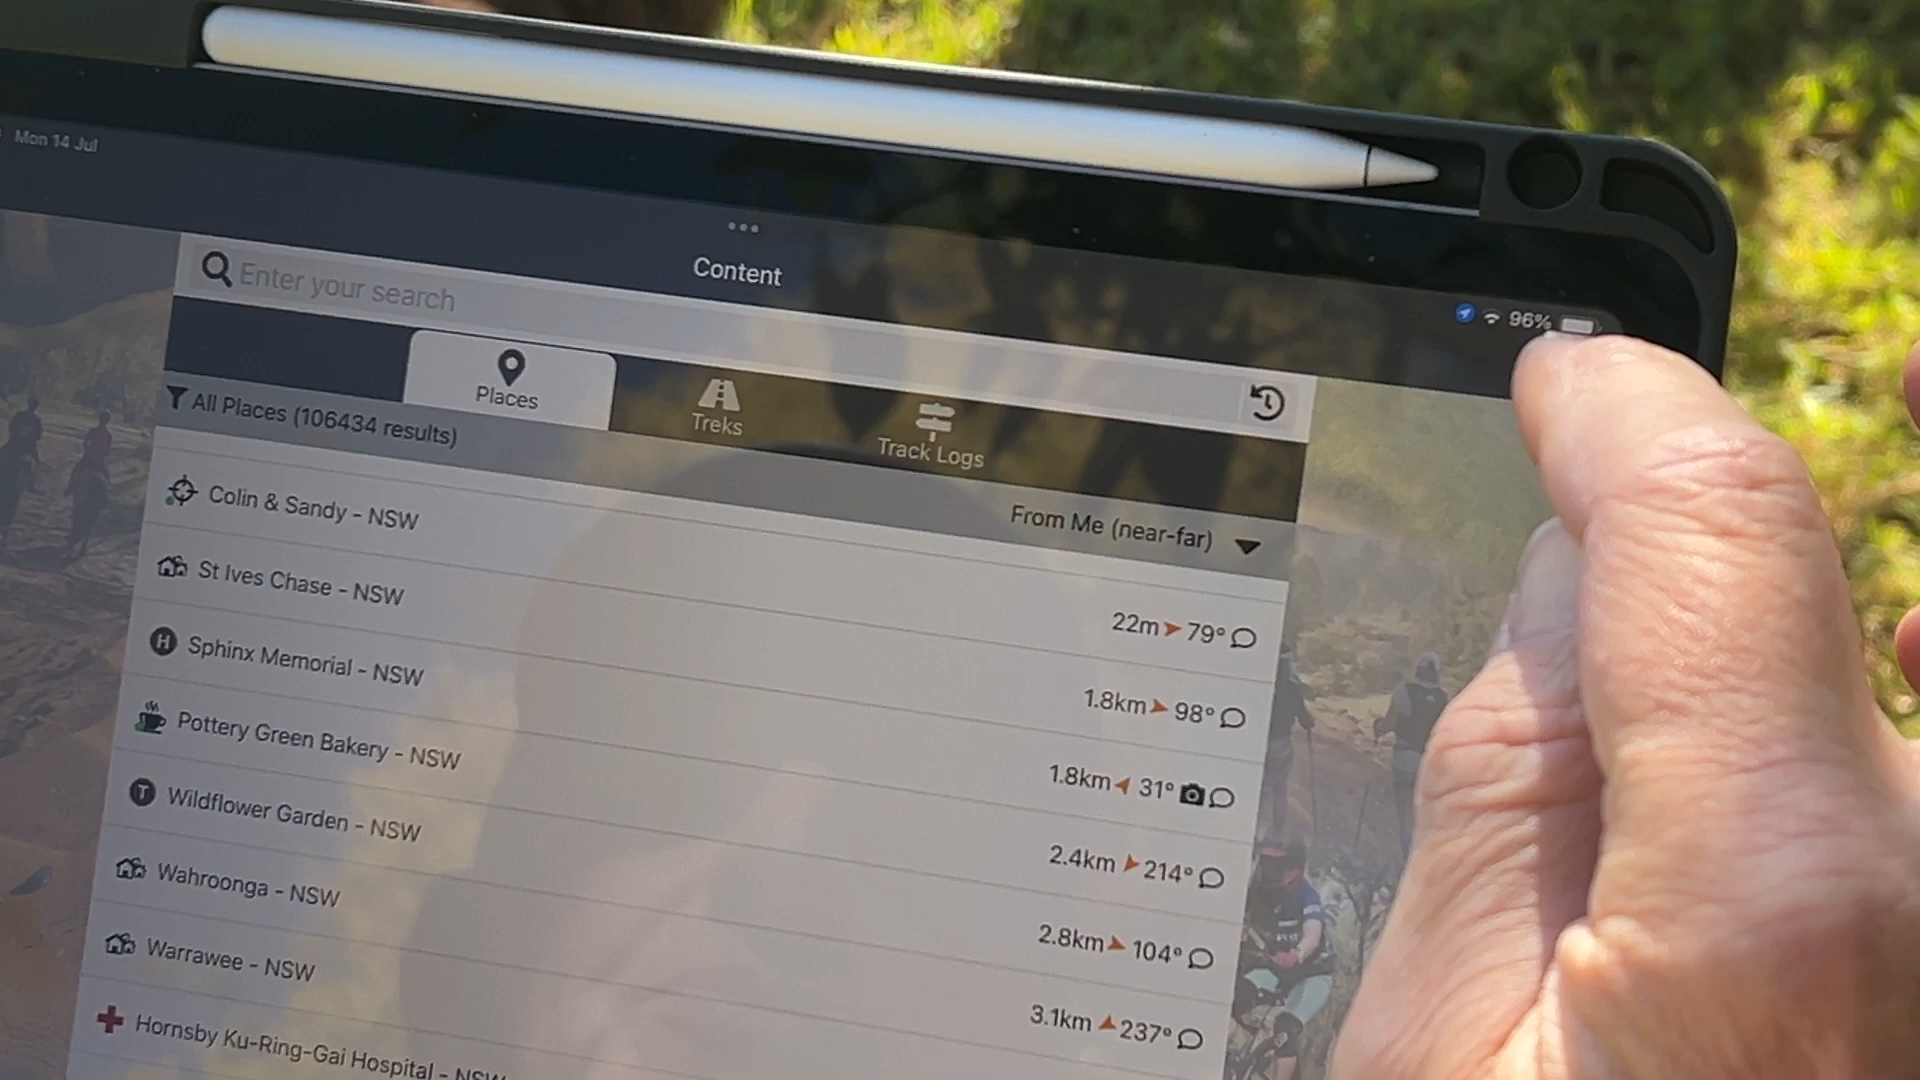 Mon 14 Jul
96%
Content
Enter your search
Places
Treks
Track Logs
All Places (106434 results)
From Me (near-far)
Colin & Sandy - NSW 22m 79°
St Ives Chase - NSW 1.8km 98°
H Sphinx Memorial - NSW 1.8km 31°
Pottery Green Bakery - NSW 2.4km 214°
T Wildflower Garden - NSW 2.8km 104°
Wahroonga - NSW 3.1km 237°
Warrawee - NSW
Hornsby Ku-Ring-Gai Hospital - NSW